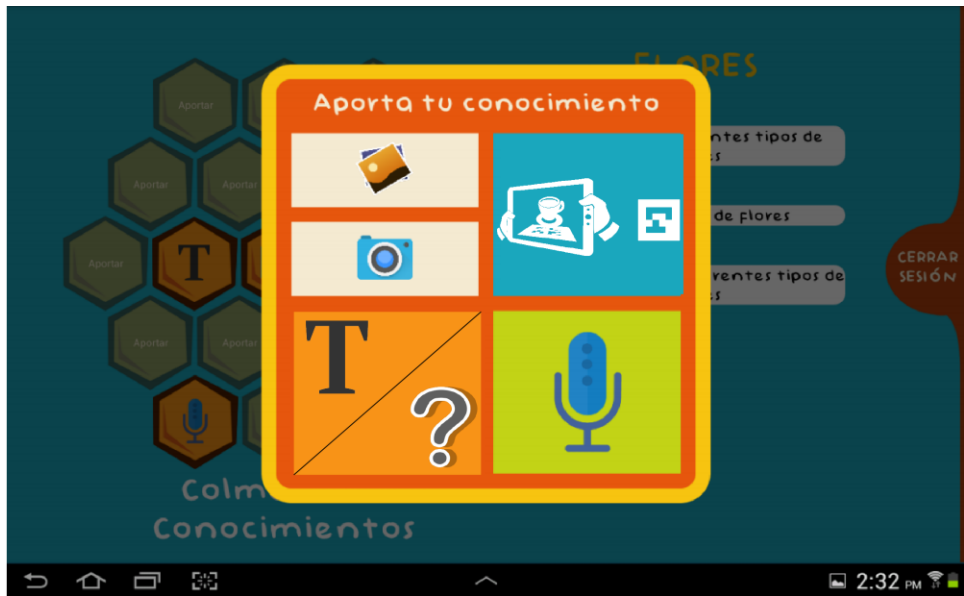 FLORES
Aporta tu conocimiento
Aportar
ntes tipos de
s
Aportar
Aportar
de flores
Aportar
T
CERRAR
SESIÓN
rentes tipos de
s
Aportar
Aportar
T
?
Colm
Conocimientos
2:32 PM